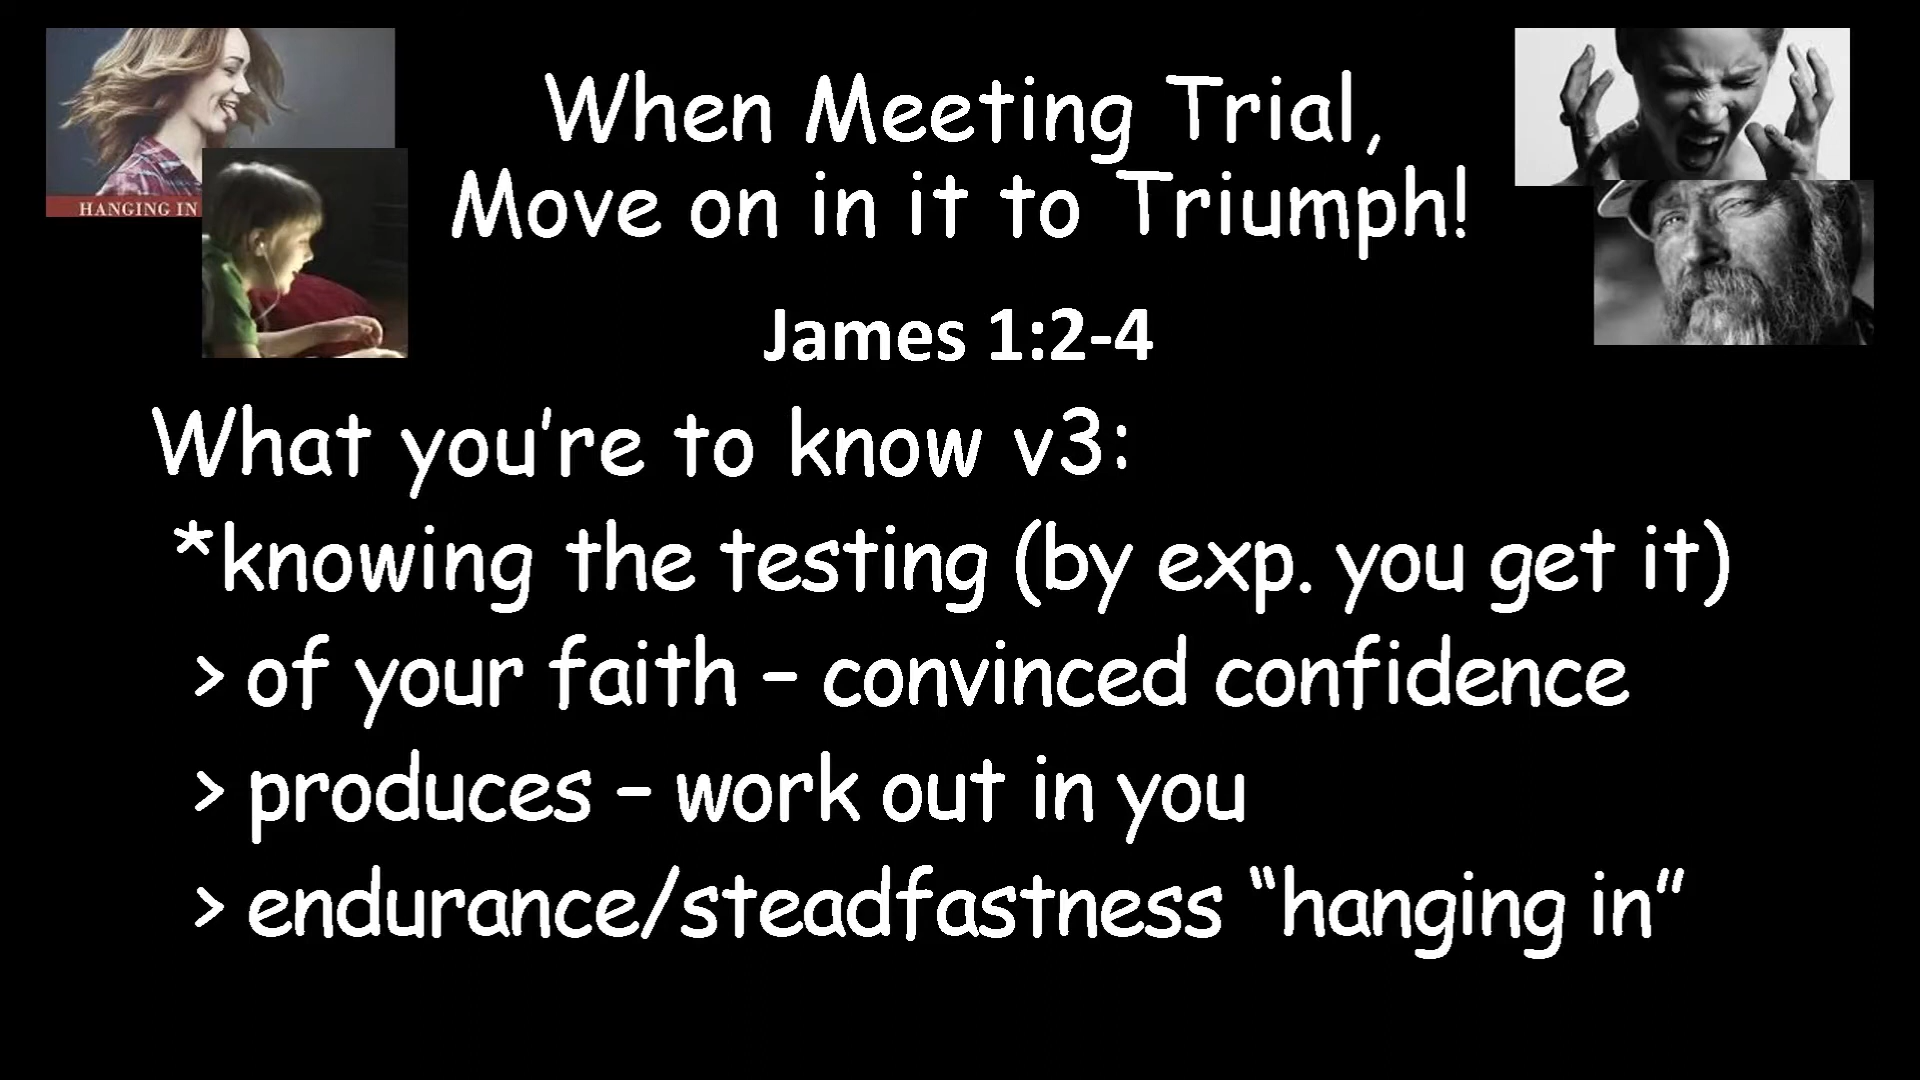 When Meeting Trial,
Move on in it to Triumph!
HANGING IN
James 1:2-4
What you’re to know v3:
*knowing the testing (by exp. you get it)
> of your faith – convinced confidence
> produces – work out in you
> endurance/steadfastness “hanging in”